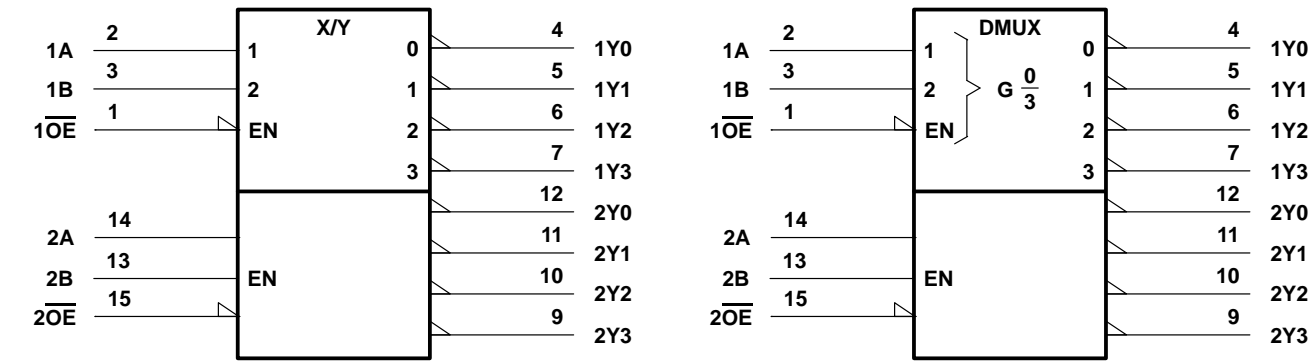 X/Y
1A 2 1 0 4 1Y0
1B 3 2 1 5 1Y1
1OE 1 EN 2 6 1Y2
3 7 1Y3
12 2Y0
2A 14 11 2Y1
2B 13 EN 10 2Y2
2OE 15 9 2Y3
DMUX
1A 2 1 0 4 1Y0
1B 3 2 G 0/3 1 5 1Y1
1OE 1 EN 2 6 1Y2
3 7 1Y3
12 2Y0
2A 14 11 2Y1
2B 13 EN 10 2Y2
2OE 15 9 2Y3